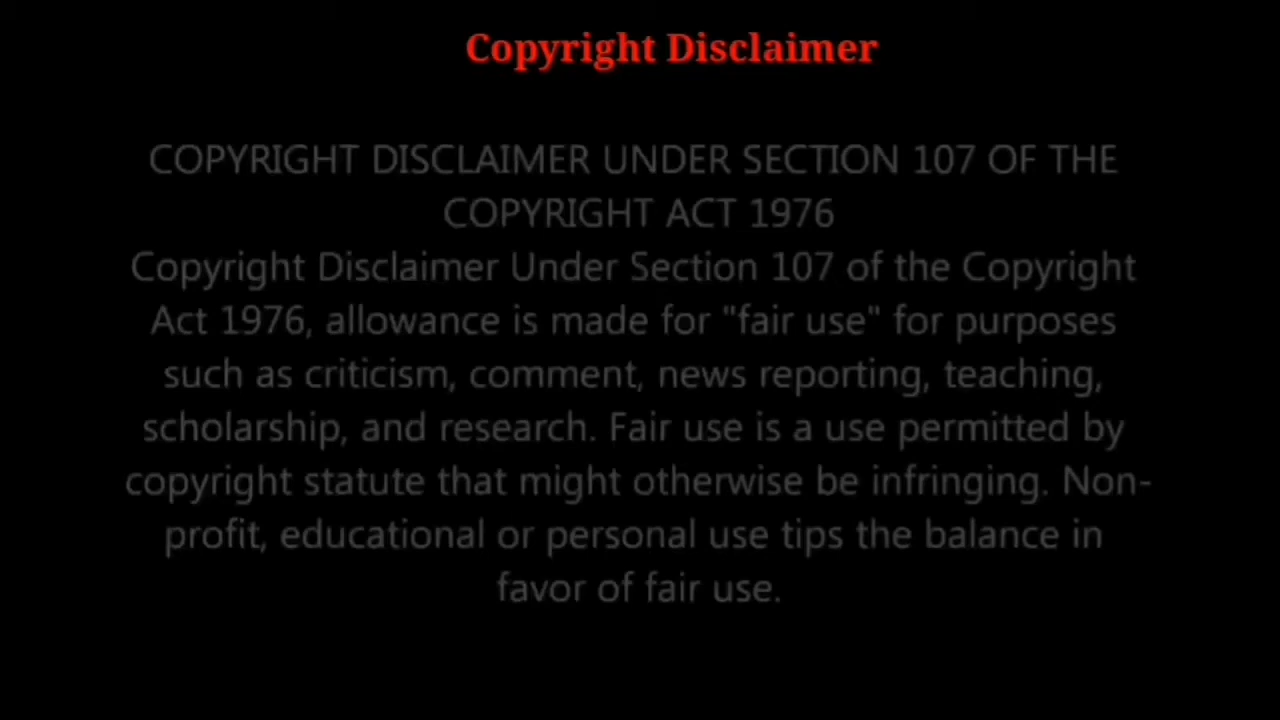 Copyright Disclaimer
COPYRIGHT DISCLAIMER UNDER SECTION 107 OF THE
COPYRIGHT ACT 1976
Copyright Disclaimer Under Section 107 of the Copyright
Act 1976, allowance is made for "fair use" for purposes
such as criticism, comment, news reporting, teaching,
scholarship, and research. Fair use is a use permitted by
copyright statute that might otherwise be infringing. Non-
profit, educational or personal use tips the balance in
favor of fair use.